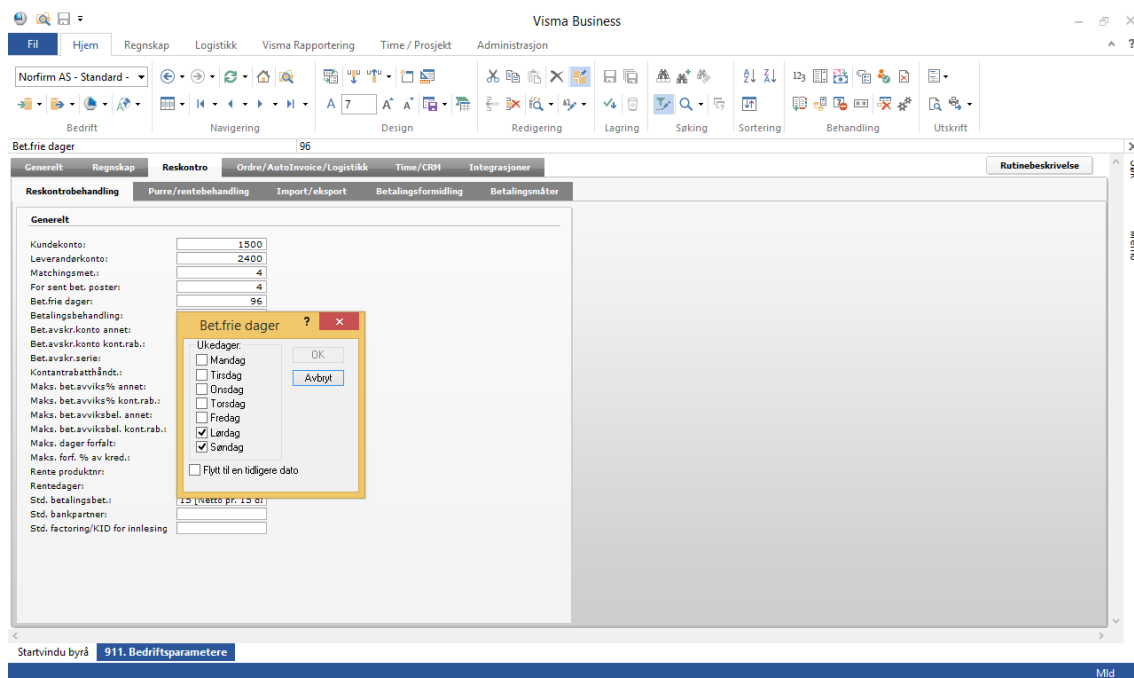 Visma Business
Fil Hjem Regnskap Logistikk Visma Rapportering Time / Prosjekt Administrasjon
Norfirm AS - Standard -
A 7
Bedrift Navigering Design Redigering Lagring Søking Sortering Behandling Utskrift
Bet.frie dager 96
Generelt Regnskap Reskontro Ordre/AutoInvoice/Logistikk Time/CRM Integrasjoner Rutinebeskrivelse
Reskontrobehandling Purre/rentebehandling Import/eksport Betalingsformidling Betalingsmåter
Generelt
Kundekonto: 1500
Leverandørkonto: 2400
Matchingsmet.: 4
For sent bet. poster: 4
Bet.frie dager: 96
Betalingsbehandling:
Bet.avskr.konto annet:
Bet.avskr.konto kont.rab.:
Bet.avskr.serie:
Kontantrabatthåndt.:
Maks. bet.avviks% annet:
Maks. bet.avviks% kont.rab.:
Maks. bet.avviksbel. annet:
Maks. bet.avviksbel. kont.rab.:
Maks. dager forfalt:
Maks. forf. % av kred.:
Rente produktnr:
Rentedager:
Std. betalingsbet.: 15 [Netto pr. 15 d
Std. bankpartner:
Std. factoring/KID for innlesing
Bet.frie dager ?
Ukedager:
Mandag
Tirsdag
Onsdag
Torsdag
Fredag
Lørdag
Søndag
Flytt til en tidligere dato
OK
Avbryt
Startvindu byrå 911. Bedriftsparametere
Mld